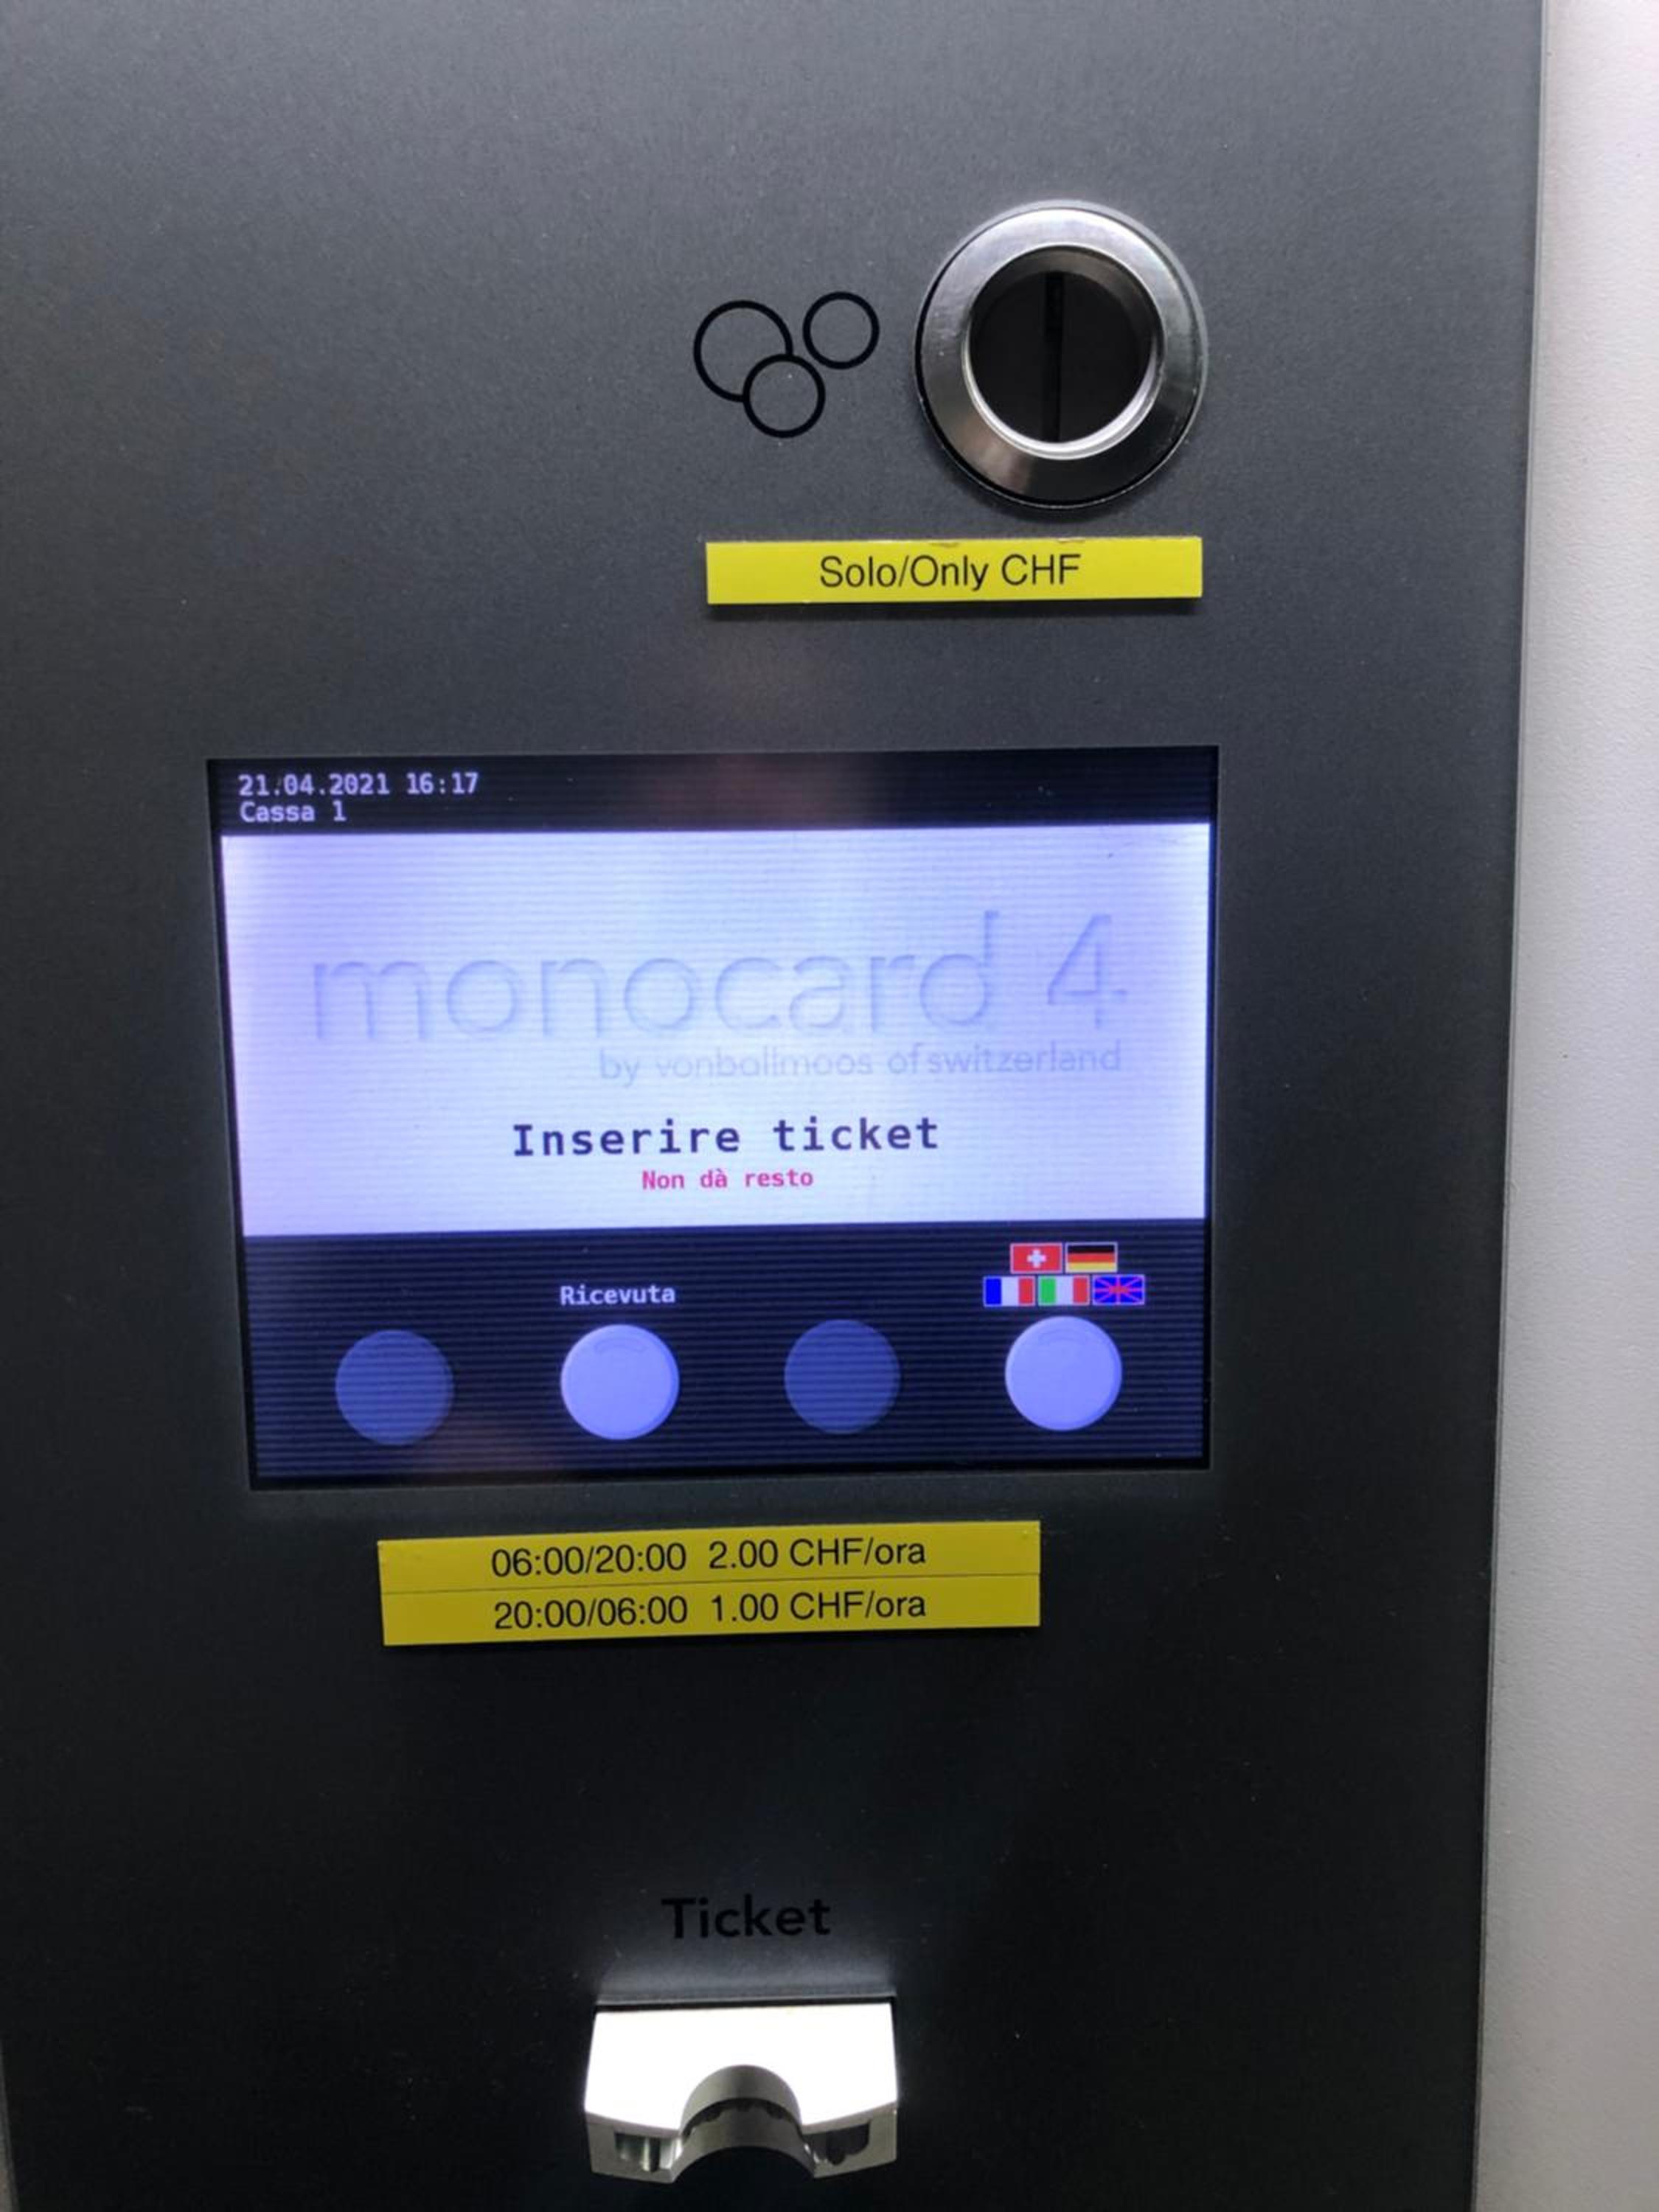 Solo/Only CHF
21.04.2021 16:17
Cassa 1
monocard 4
by vonballmoos of switzerland
Inserire ticket
Non dà resto
Ricevuta
06:00/20:00 2.00 CHF/ora
20:00/06:00 1.00 CHF/ora
Ticket